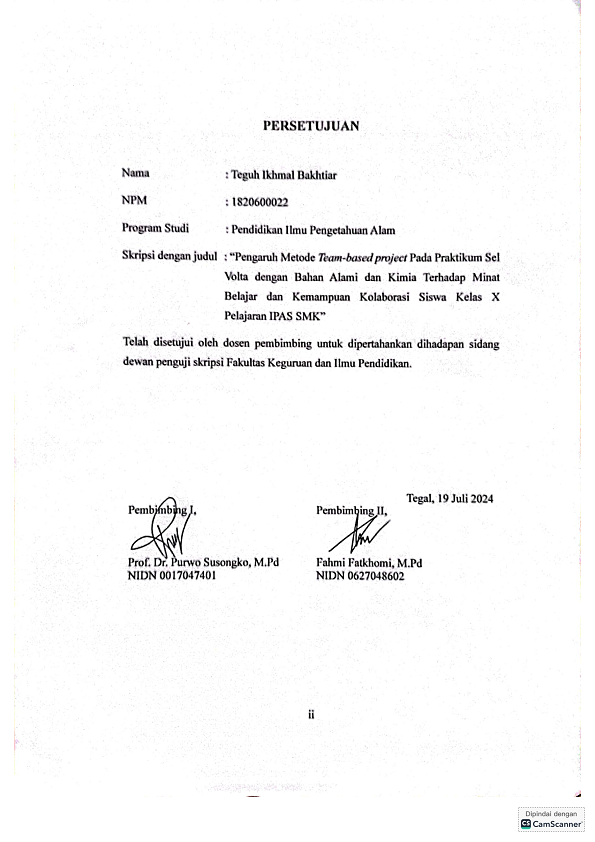 PERSETUJUAN
Nama : Teguh Ikhmal Bakhtiar
NPM : 1820600022
Program Studi : Pendidikan Ilmu Pengetahuan Alam
Skripsi dengan judul : “Pengaruh Metode Team-based project Pada Praktikum Sel
Volta dengan Bahan Alami dan Kimia Terhadap Minat
Belajar dan Kemampuan Kolaborasi Siswa Kelas X
Pelajaran IPAS SMK”
Telah disetujui oleh dosen pembimbing untuk dipertahankan dihadapan sidang
dewan penguji skripsi Fakultas Keguruan dan Ilmu Pendidikan.
Tegal, 19 Juli 2024
Pembimbing I, Pembimbing II,
Prof. Dr. Purwo Susongko, M.Pd Fahmi Fatkhomi, M.Pd
NIDN 0017047401 NIDN 0627048602
ii
Dipindai dengan
CS CamScanner